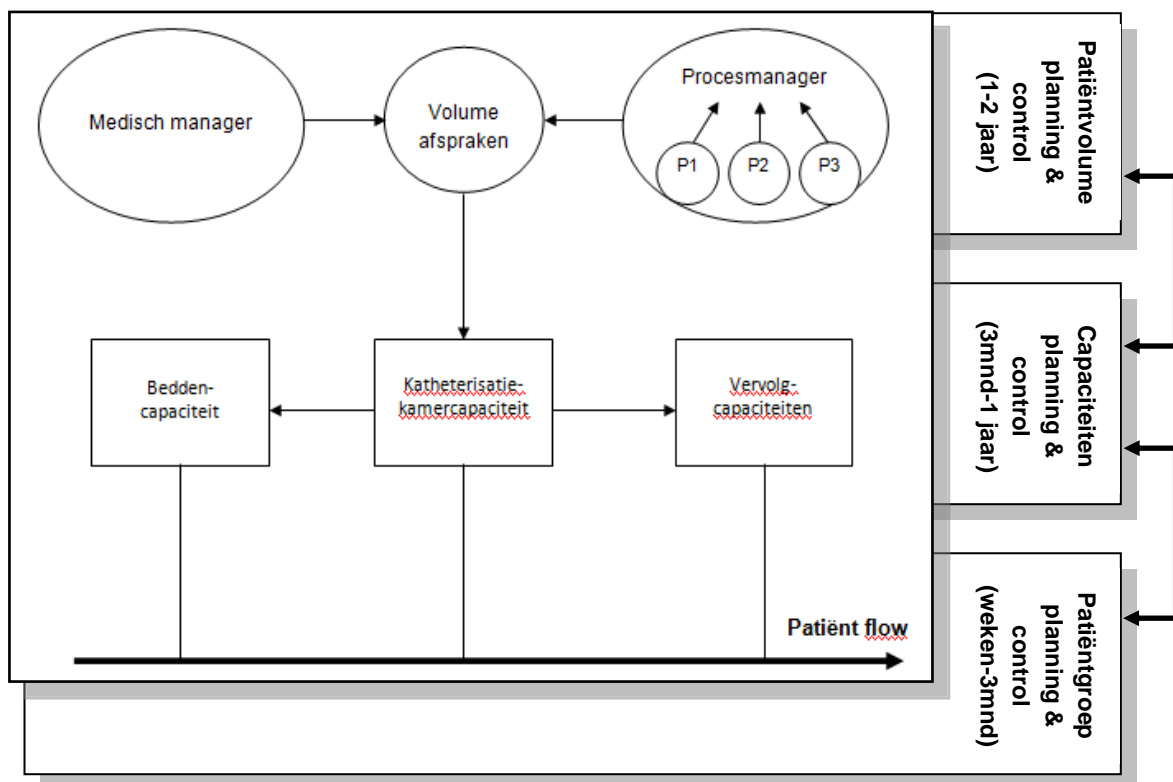 Medisch manager
Volume
afspraken
Procesmanager
P1
P2
P3
Bedden-
capaciteit
Katheterisatie-
kamercapaciteit
Vervolg-
capaciteiten
Patiënt flow
Patiëntvolume
planning &
control
(1-2 jaar)
Capaciteiten
planning &
control
(3mnd-1 jaar)
Patiëntgroep
planning &
control
(weken-3mnd)